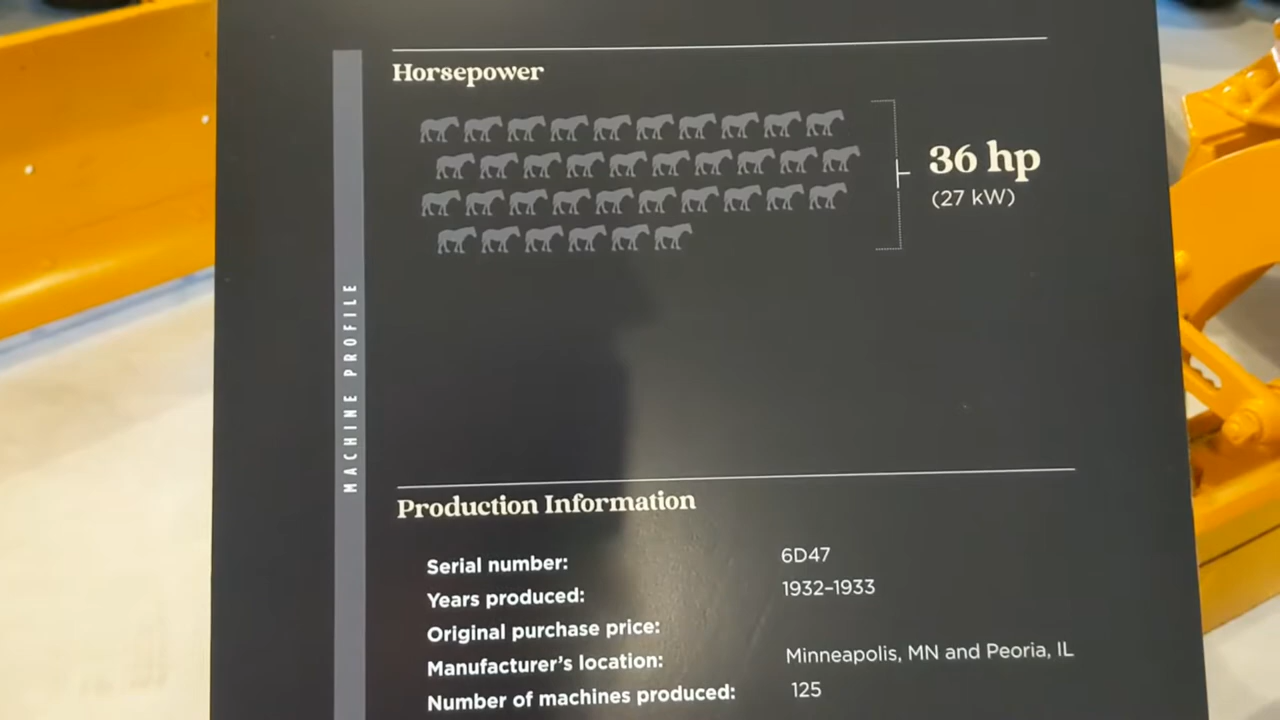 Horsepower
36 hp
(27 kW)
MACHINE PROFILE
Production Information
Serial number: 6D47
Years produced: 1932–1933
Original purchase price:
Manufacturer's location: Minneapolis, MN and Peoria, IL
Number of machines produced: 125